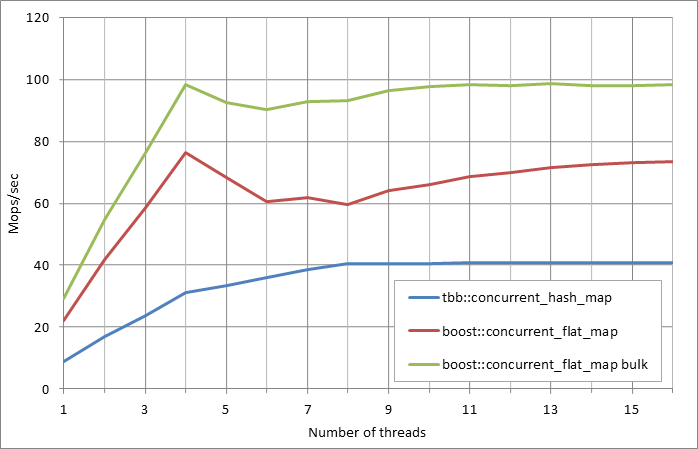 120
100
80
60
40
20
0
Mops/sec
tbb::concurrent_hash_map
boost::concurrent_flat_map
boost::concurrent_flat_map bulk
1 3 5 7 9 11 13 15
Number of threads